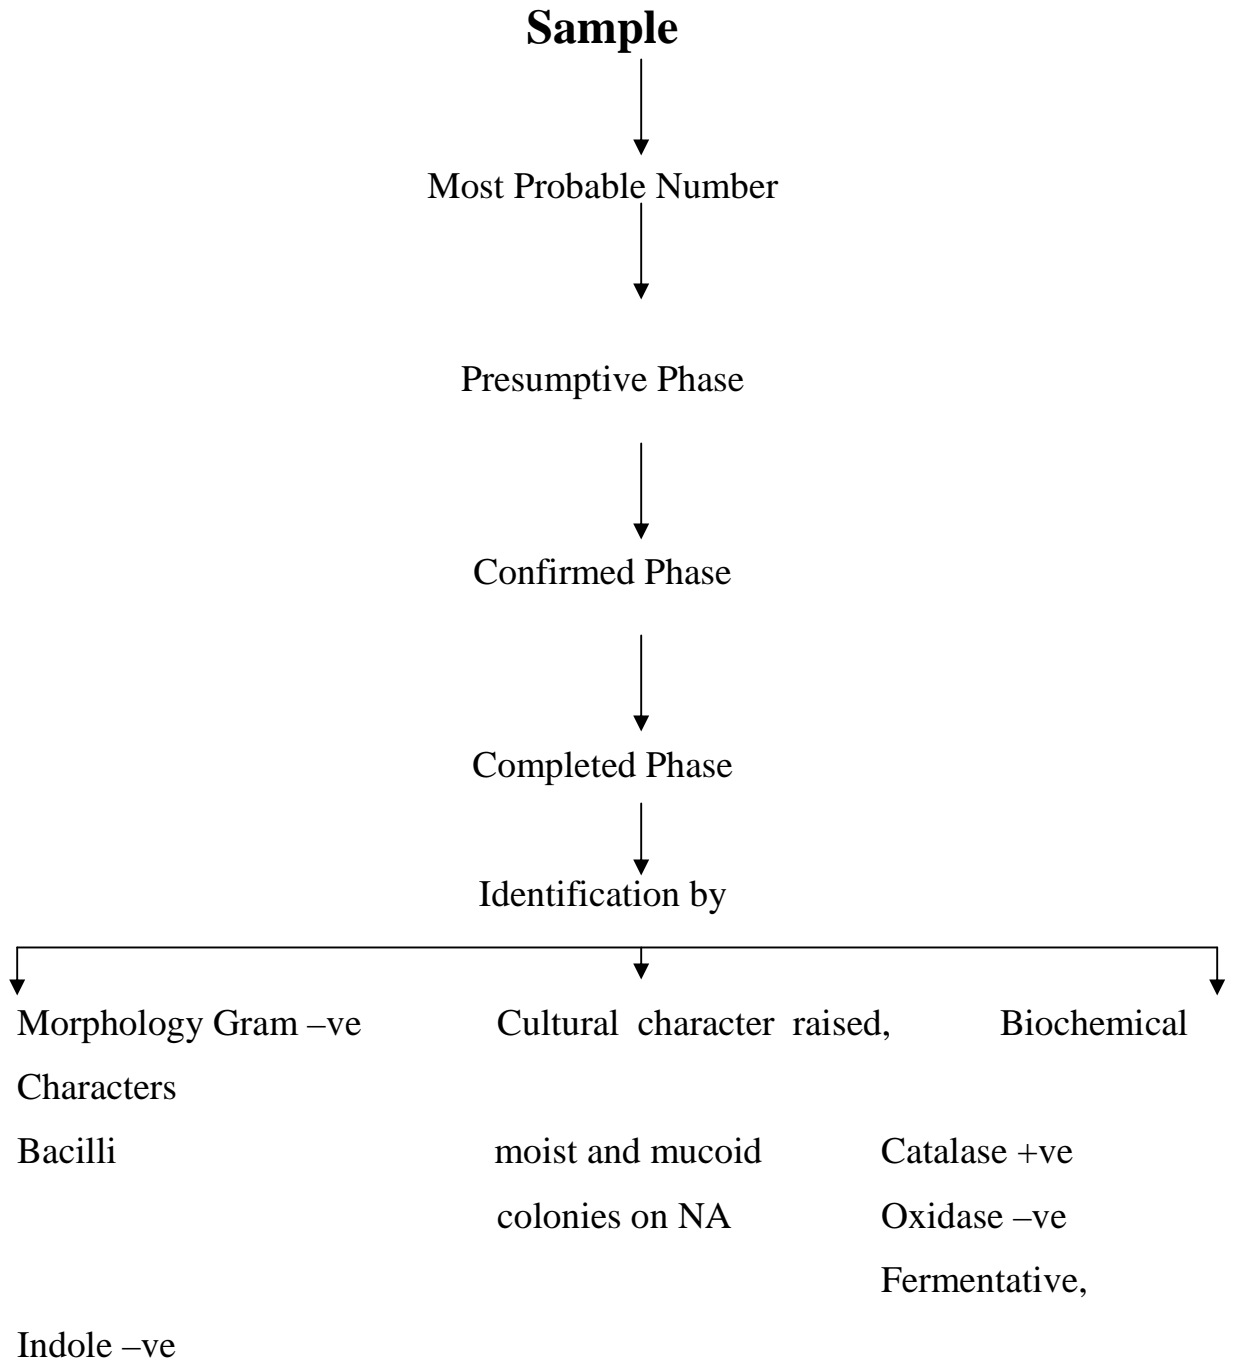 Sample
Most Probable Number
Presumptive Phase
Confirmed Phase
Completed Phase
Identification by
Morphology Gram –ve Cultural character raised, Biochemical
Characters
Bacilli moist and mucoid Catalase +ve
colonies on NA Oxidase –ve
Fermentative,
Indole –ve